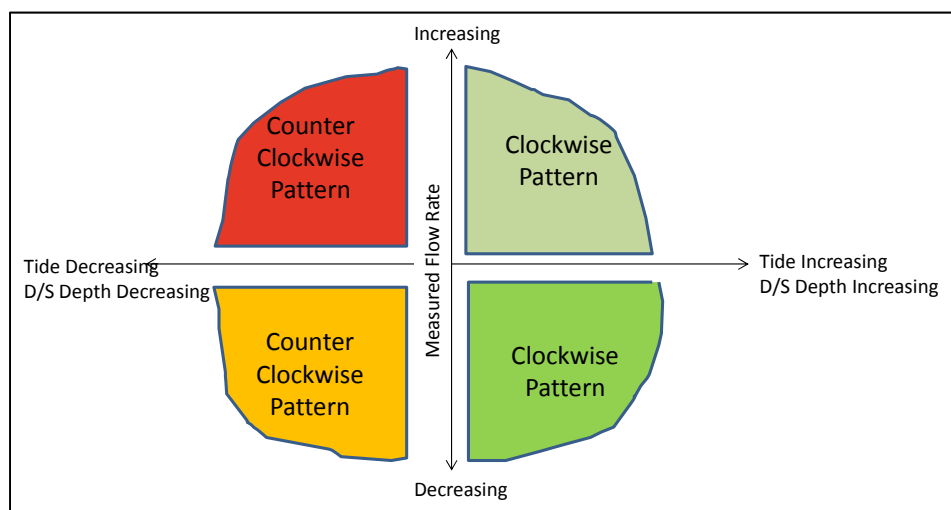 Increasing
Counter
Clockwise
Pattern
Clockwise
Pattern
Measured Flow Rate
Tide Decreasing
D/S Depth Decreasing
Tide Increasing
D/S Depth Increasing
Counter
Clockwise
Pattern
Clockwise
Pattern
Decreasing